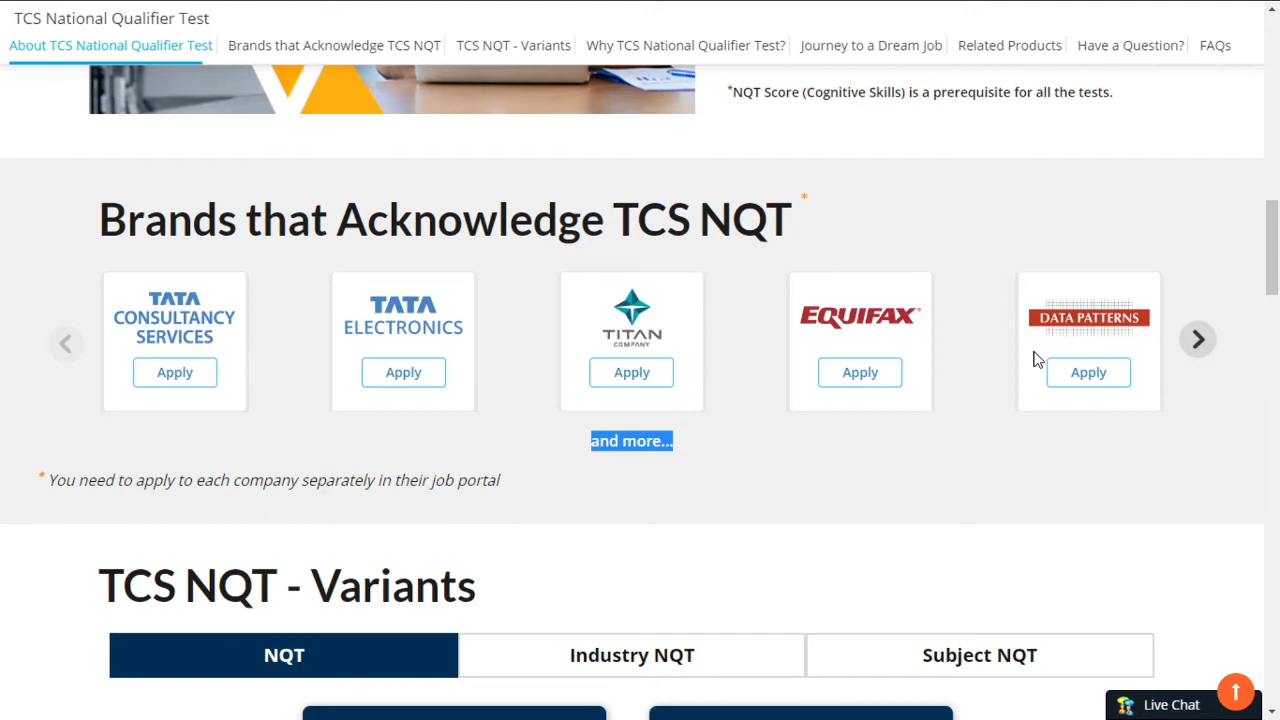 TCS National Qualifier Test
About TCS National Qualifier Test
Brands that Acknowledge TCS NQT
TCS NQT - Variants
Why TCS National Qualifier Test?
Journey to a Dream Job
Related Products
Have a Question?
FAQs
*NQT Score (Cognitive Skills) is a prerequisite for all the tests.
Brands that Acknowledge TCS NQT *
TATA
CONSULTANCY
SERVICES
Apply
TATA
ELECTRONICS
Apply
TITAN
COMPANY
Apply
EQUIFAX
Apply
DATA PATTERNS
Apply
and more...
* You need to apply to each company separately in their job portal
TCS NQT - Variants
NQT
Industry NQT
Subject NQT
Live Chat